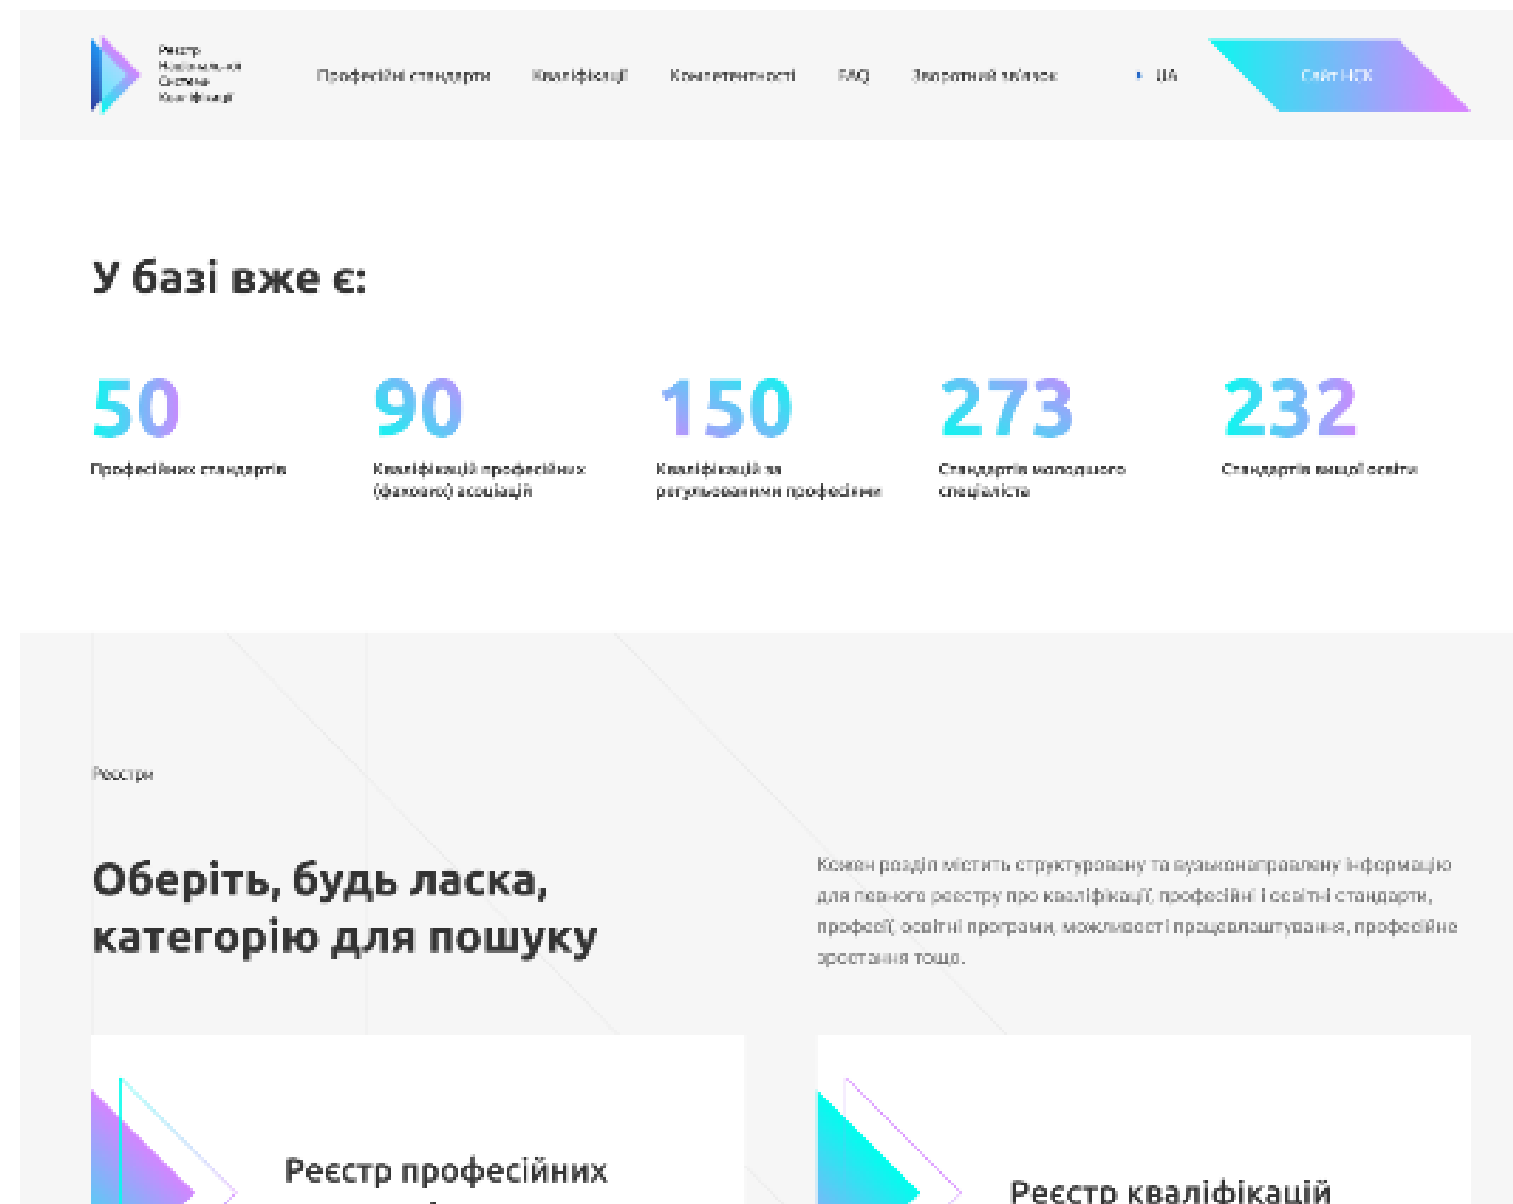 Реєстр
Національної
Системи
Кваліфікації
Професійні стандарти
Кваліфікації
Компетентності
FAQ
Зворотний зв'язок
UA
Сайт НСК
У базі вже є:
50
90
150
273
232
Професійних стандартів
Кваліфікацій професійних
(фахових) асоціацій
Кваліфікацій за
регульованими професіями
Стандартів молодшого
спеціаліста
Стандартів вищої освіти
Реєстри
Оберіть, будь ласка,
категорію для пошуку
Кожен розділ містить структуровану та вузьконаправлену інформацію
для певного реєстру про кваліфікації, професійні і освітні стандарти,
професії, освітні програми, можливості працевлаштування, професійне
зростання тощо.
Реєстр професійних
Реєстр кваліфікацій